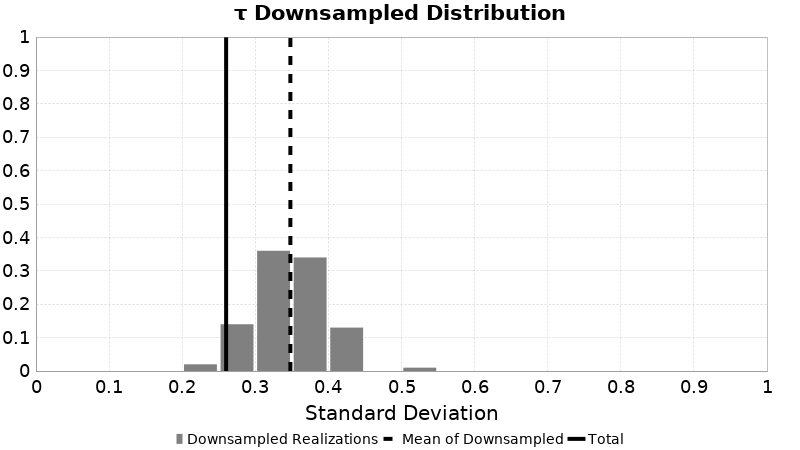 τ Downsampled Distribution
1
0.9
0.8
0.7
0.6
0.5
0.4
0.3
0.2
0.1
0
0 0.1 0.2 0.3 0.4 0.5 0.6 0.7 0.8 0.9 1
Standard Deviation
Downsampled Realizations Mean of Downsampled Total